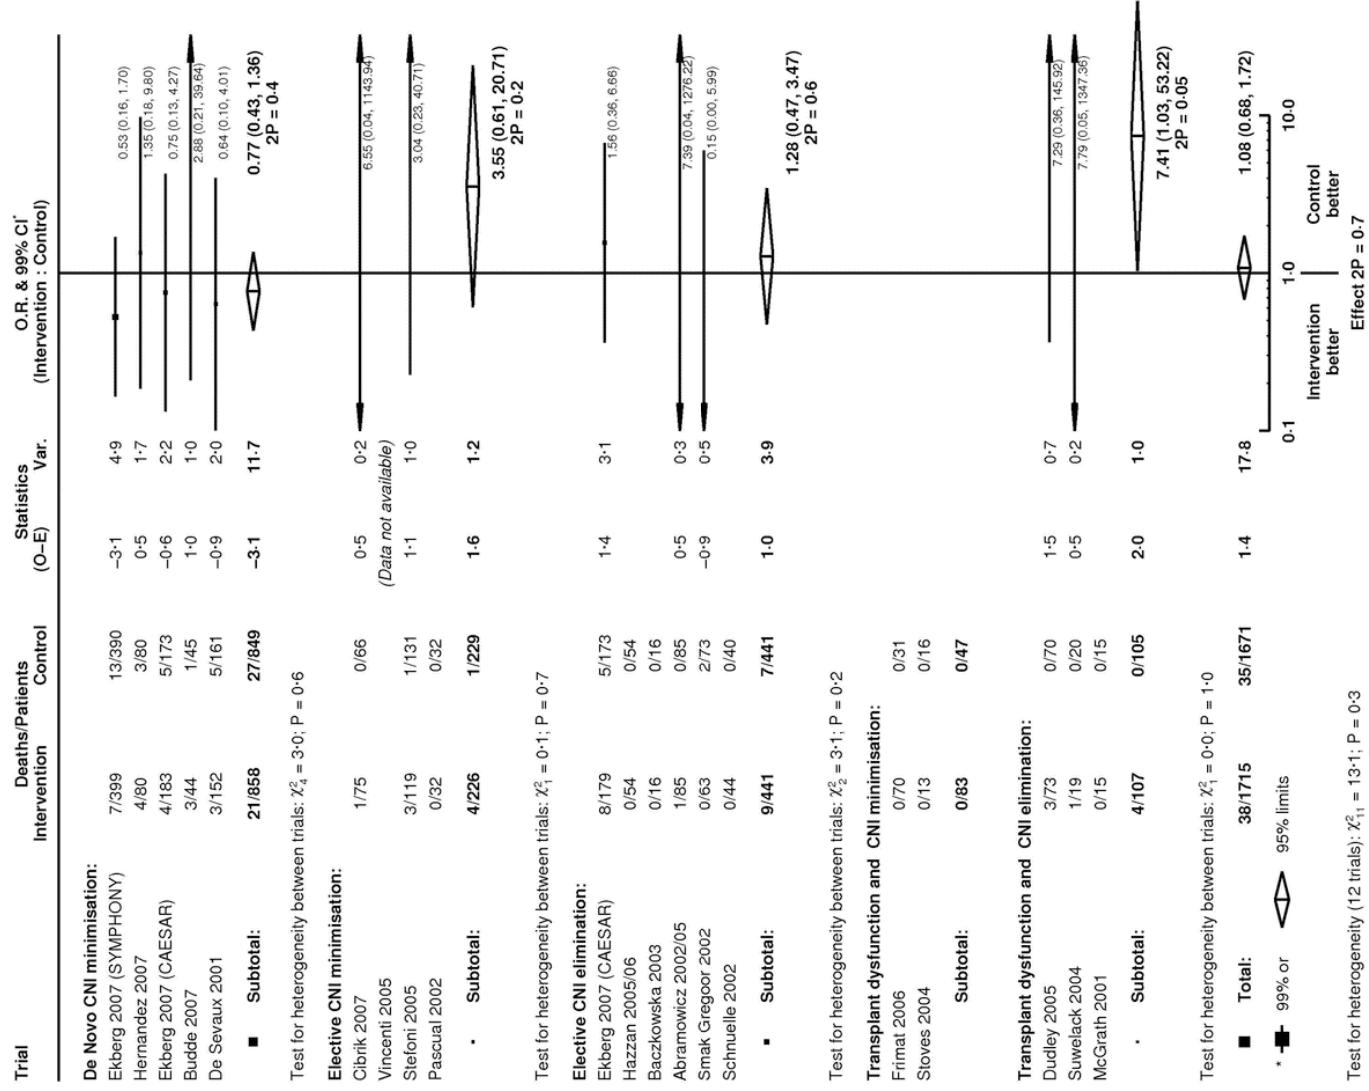 Trial Deaths/Patients Statistics O.R. & 99% CI*
Intervention Control (O–E) Var. (Intervention : Control)
De Novo CNI minimisation:
Ekberg 2007 (SYMPHONY) 7/399 13/390 –3·1 4·9 0.53 (0.16, 1.70)
Hernandez 2007 4/80 3/80 0·5 1·7 1.35 (0.18, 9.80)
Ekberg 2007 (CAESAR) 4/183 5/173 –0·6 2·2 0.75 (0.13, 4.27)
Budde 2007 3/44 1/45 1·0 1·0 2.88 (0.21, 39.64)
De Sevaux 2001 3/152 5/161 –0·9 2·0 0.64 (0.10, 4.01)
Subtotal: 21/858 27/849 –3·1 11·7 0.77 (0.43, 1.36)
2P = 0·4
Test for heterogeneity between trials: χ²₄ = 3·0; P = 0·6
Elective CNI minimisation:
Cibrik 2007 1/75 0/66 0·5 0·2 6.55 (0.04, 1143.94)
Vincenti 2005 (Data not available)
Stefoni 2005 3/119 1/131 1·1 1·0 3.04 (0.23, 40.71)
Pascual 2002 0/32 0/32
Subtotal: 4/226 1/229 1·6 1·2 3.55 (0.61, 20.71)
2P = 0·2
Test for heterogeneity between trials: χ²₁ = 0·1; P = 0·7
Elective CNI elimination:
Ekberg 2007 (CAESAR) 8/179 5/173 1·4 3·1 1.56 (0.36, 6.66)
Hazzan 2005/06 0/54 0/54
Baczkowska 2003 0/16 0/16
Abramowicz 2002/05 1/85 0/85 0·5 0·3 7.39 (0.04, 1276.22)
Smak Gregoor 2002 0/63 2/73 –0·9 0·5 0.15 (0.00, 5.99)
Schnuelle 2002 0/44 0/40
Subtotal: 9/441 7/441 1·0 3·9 1.28 (0.47, 3.47)
2P = 0·6
Test for heterogeneity between trials: χ²₂ = 3·1; P = 0·2
Transplant dysfunction and CNI minimisation:
Frimat 2006 0/70 0/31
Stoves 2004 0/13 0/16
Subtotal: 0/83 0/47
Transplant dysfunction and CNI elimination:
Dudley 2005 3/73 0/70 1·5 0·7 7.29 (0.36, 145.92)
Suwelack 2004 1/19 0/20 0·5 0·2 7.79 (0.05, 1347.36)
McGrath 2001 0/15 0/15
Subtotal: 4/107 0/105 2·0 1·0 7.41 (1.03, 53.22)
2P = 0·05
Test for heterogeneity between trials: χ²₁ = 0·0; P = 1·0
Total: 38/1715 35/1671 1·4 17·8 1.08 (0.68, 1.72)
* 99% or 95% limits
0·1 1·0 10·0
Intervention Control
better better
Test for heterogeneity (12 trials): χ²₁₁ = 13·1; P = 0·3 Effect 2P = 0·7